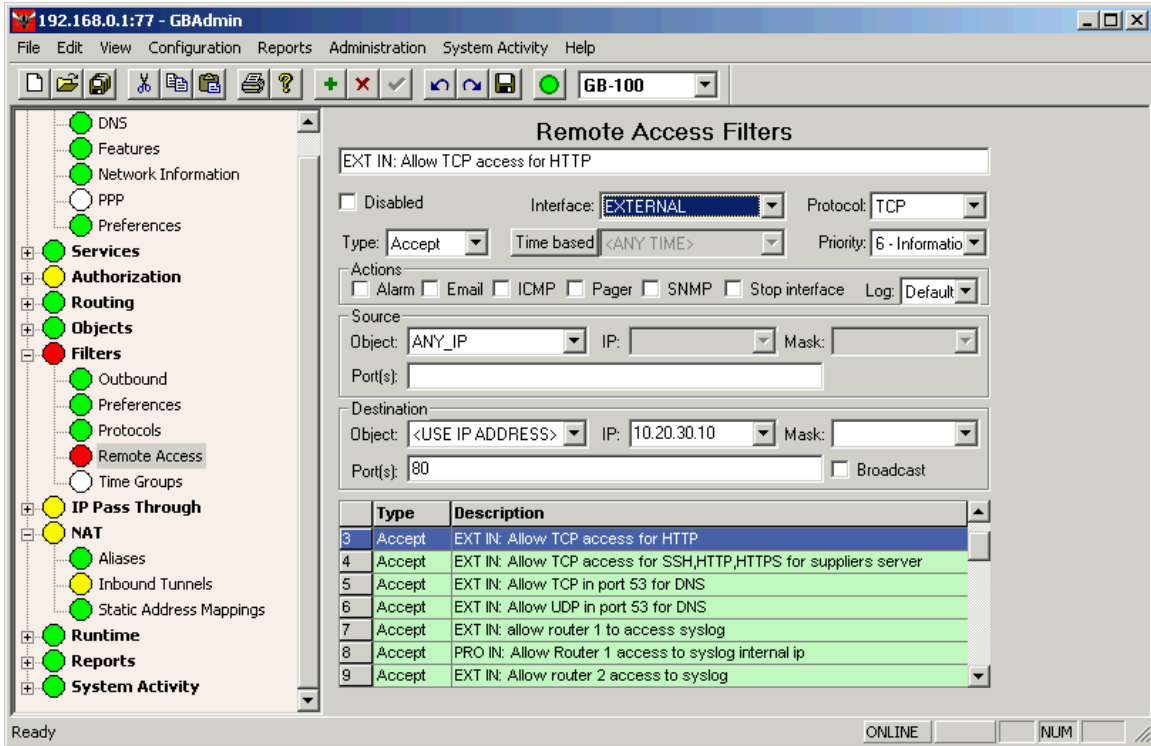 192.168.0.1:77 - GBAdmin
File Edit View Configuration Reports Administration System Activity Help
GB-100
DNS
Features
Network Information
PPP
Preferences
Services
Authorization
Routing
Objects
Filters
Outbound
Preferences
Protocols
Remote Access
Time Groups
IP Pass Through
NAT
Aliases
Inbound Tunnels
Static Address Mappings
Runtime
Reports
System Activity
Remote Access Filters
EXT IN: Allow TCP access for HTTP
Disabled Interface: EXTERNAL Protocol: TCP
Type: Accept Time based <ANY TIME> Priority: 6 - Informatio
Actions
Alarm Email ICMP Pager SNMP Stop interface Log: Default
Source
Object: ANY_IP IP: Mask:
Port(s):
Destination
Object: <USE IP ADDRESS> IP: 10.20.30.10 Mask:
Port(s): 80 Broadcast
Type Description
3 Accept EXT IN: Allow TCP access for HTTP
4 Accept EXT IN: Allow TCP access for SSH,HTTP,HTTPS for suppliers server
5 Accept EXT IN: Allow TCP in port 53 for DNS
6 Accept EXT IN: Allow UDP in port 53 for DNS
7 Accept EXT IN: allow router 1 to access syslog
8 Accept PRO IN: Allow Router 1 access to syslog internal ip
9 Accept EXT IN: Allow router 2 access to syslog
Ready ONLINE NUM